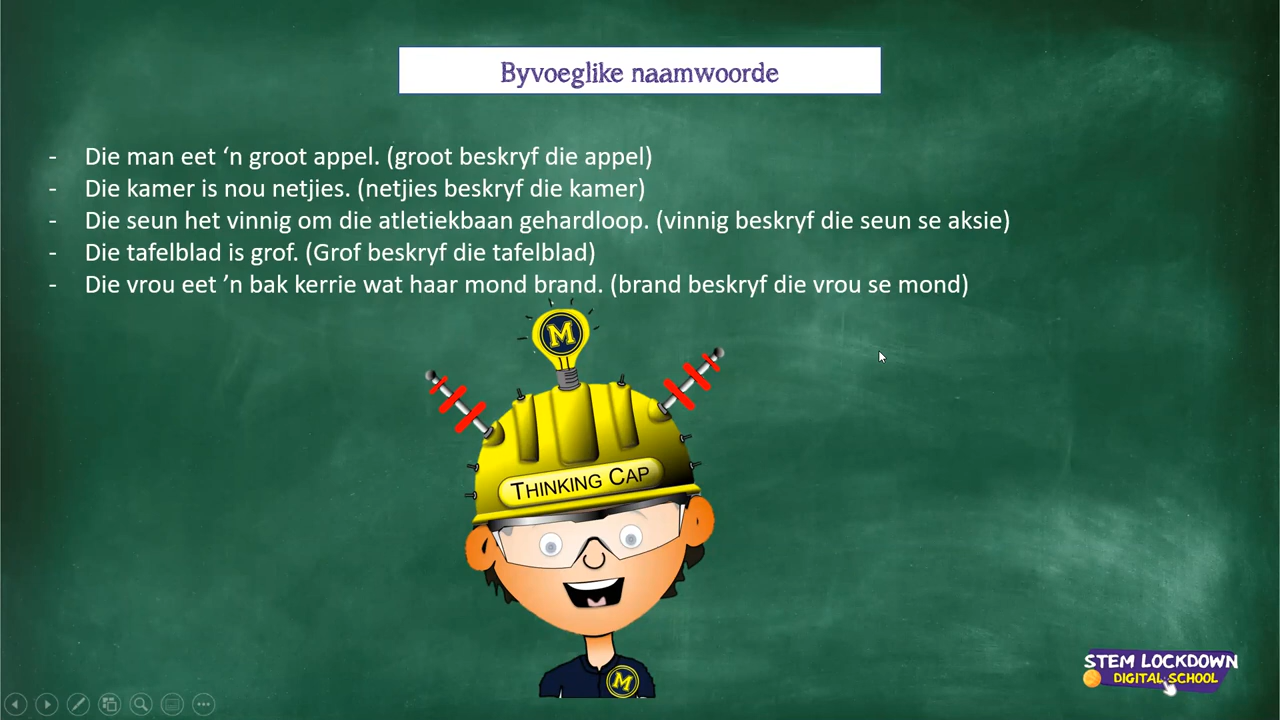 Byvoeglike naamwoorde
- Die man eet ‘n groot appel. (groot beskryf die appel)
- Die kamer is nou netjies. (netjies beskryf die kamer)
- Die seun het vinnig om die atletiekbaan gehardloop. (vinnig beskryf die seun se aksie)
- Die tafelblad is grof. (Grof beskryf die tafelblad)
- Die vrou eet ’n bak kerrie wat haar mond brand. (brand beskryf die vrou se mond)
M
THINKING CAP
M
STEM LOCKDOWN
DIGITAL SCHOOL